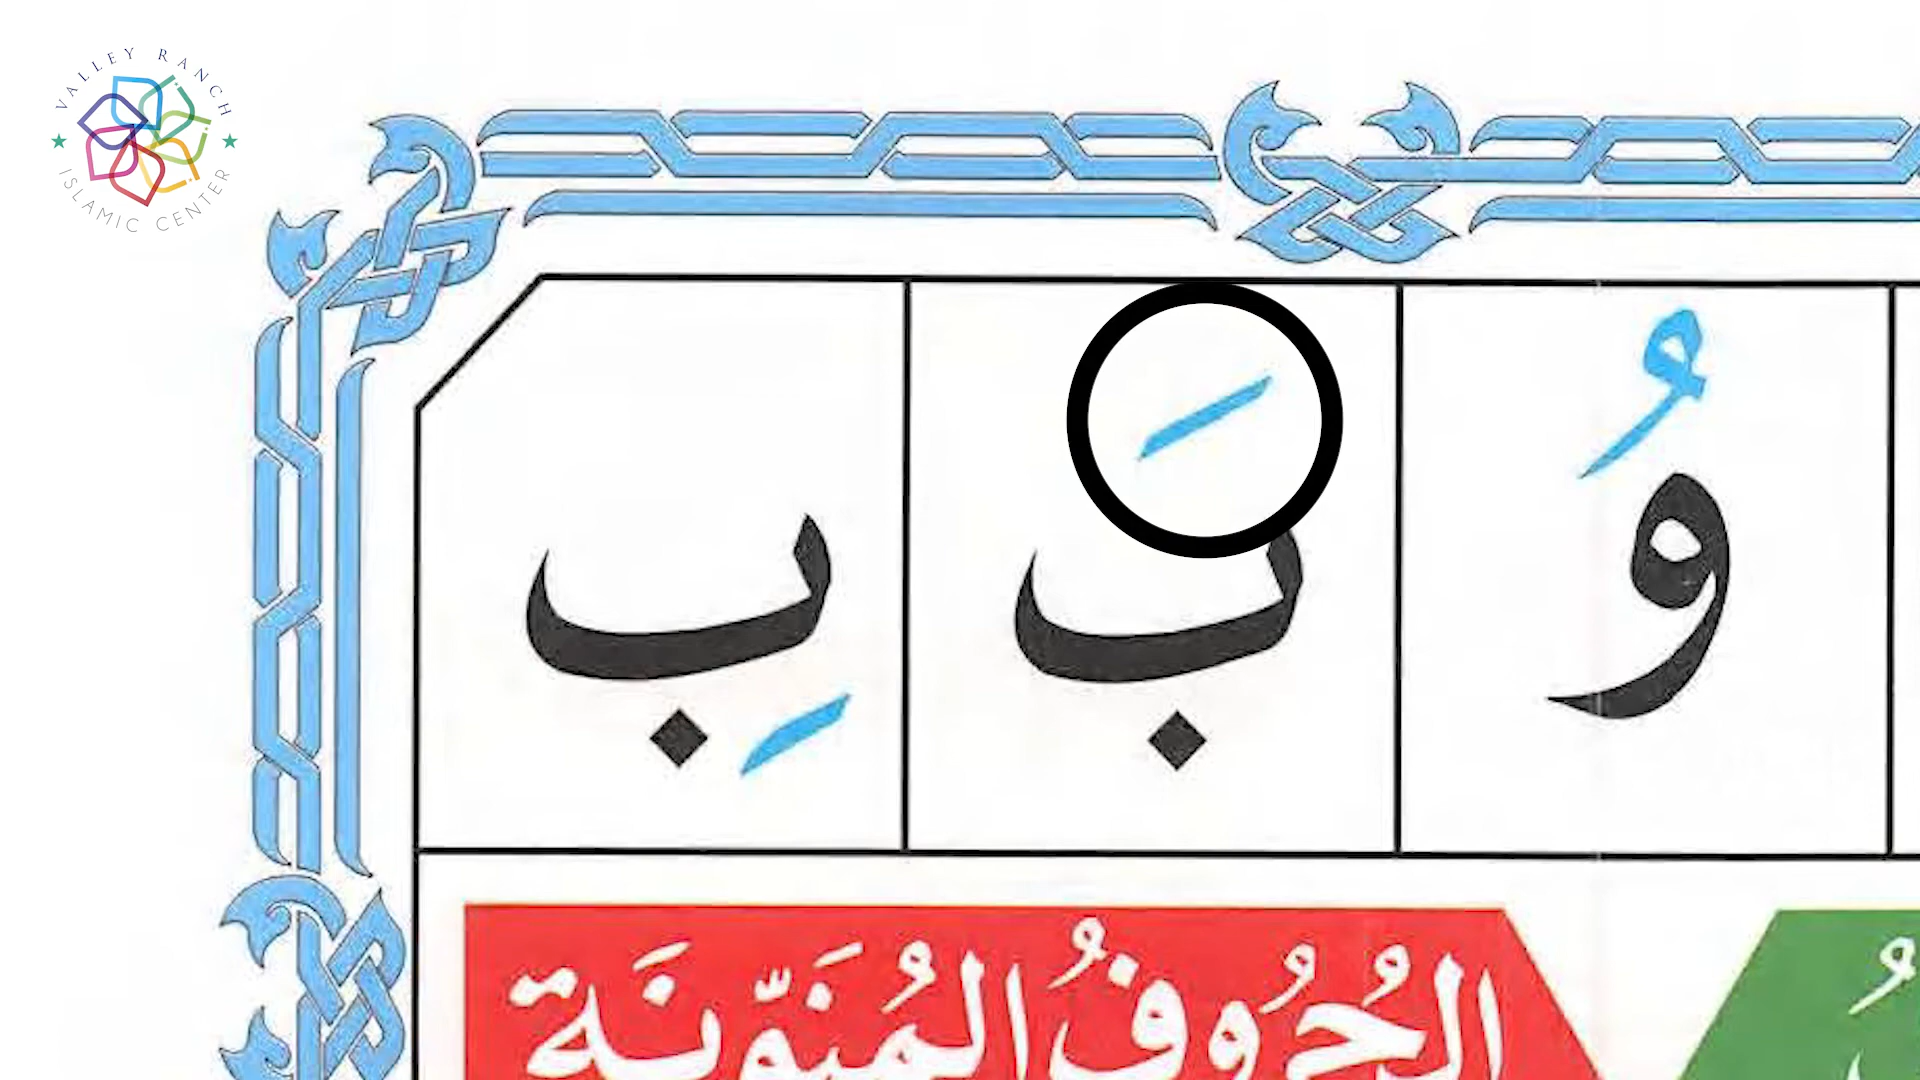 VALLEY RANCH
ISLAMIC CENTER
وُ بَ بِ
الحُرُوفُ المُنَوَّنَة